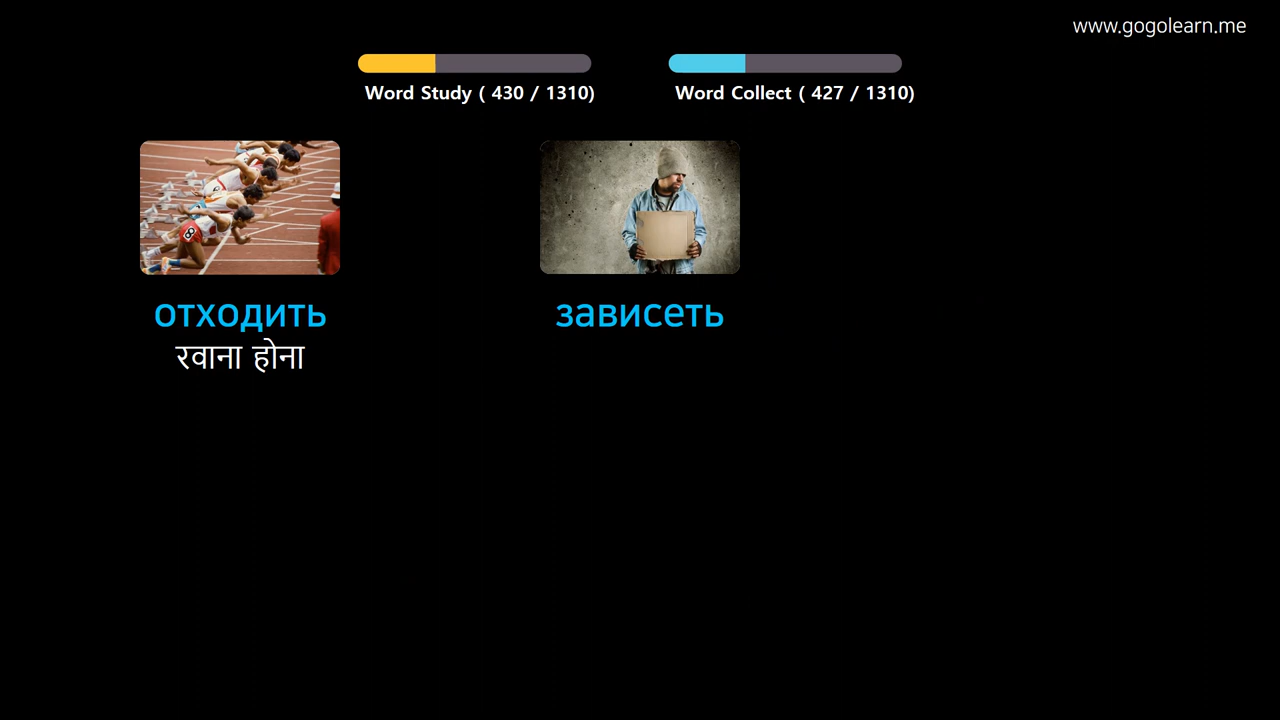 www.gogolearn.me
Word Study ( 430 / 1310)
Word Collect ( 427 / 1310)
отходить
रवाना होना
зависеть